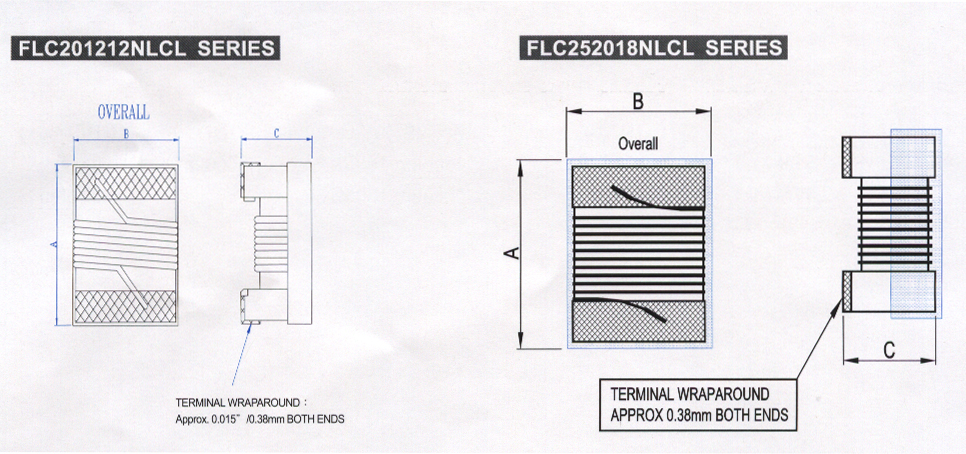 FLC201212NLCL SERIES
OVERALL
B
C
A
TERMINAL WRAPAROUND :
Approx. 0.015" /0.38mm BOTH ENDS
FLC252018NLCL SERIES
B
Overall
A
C
TERMINAL WRAPAROUND
APPROX 0.38mm BOTH ENDS